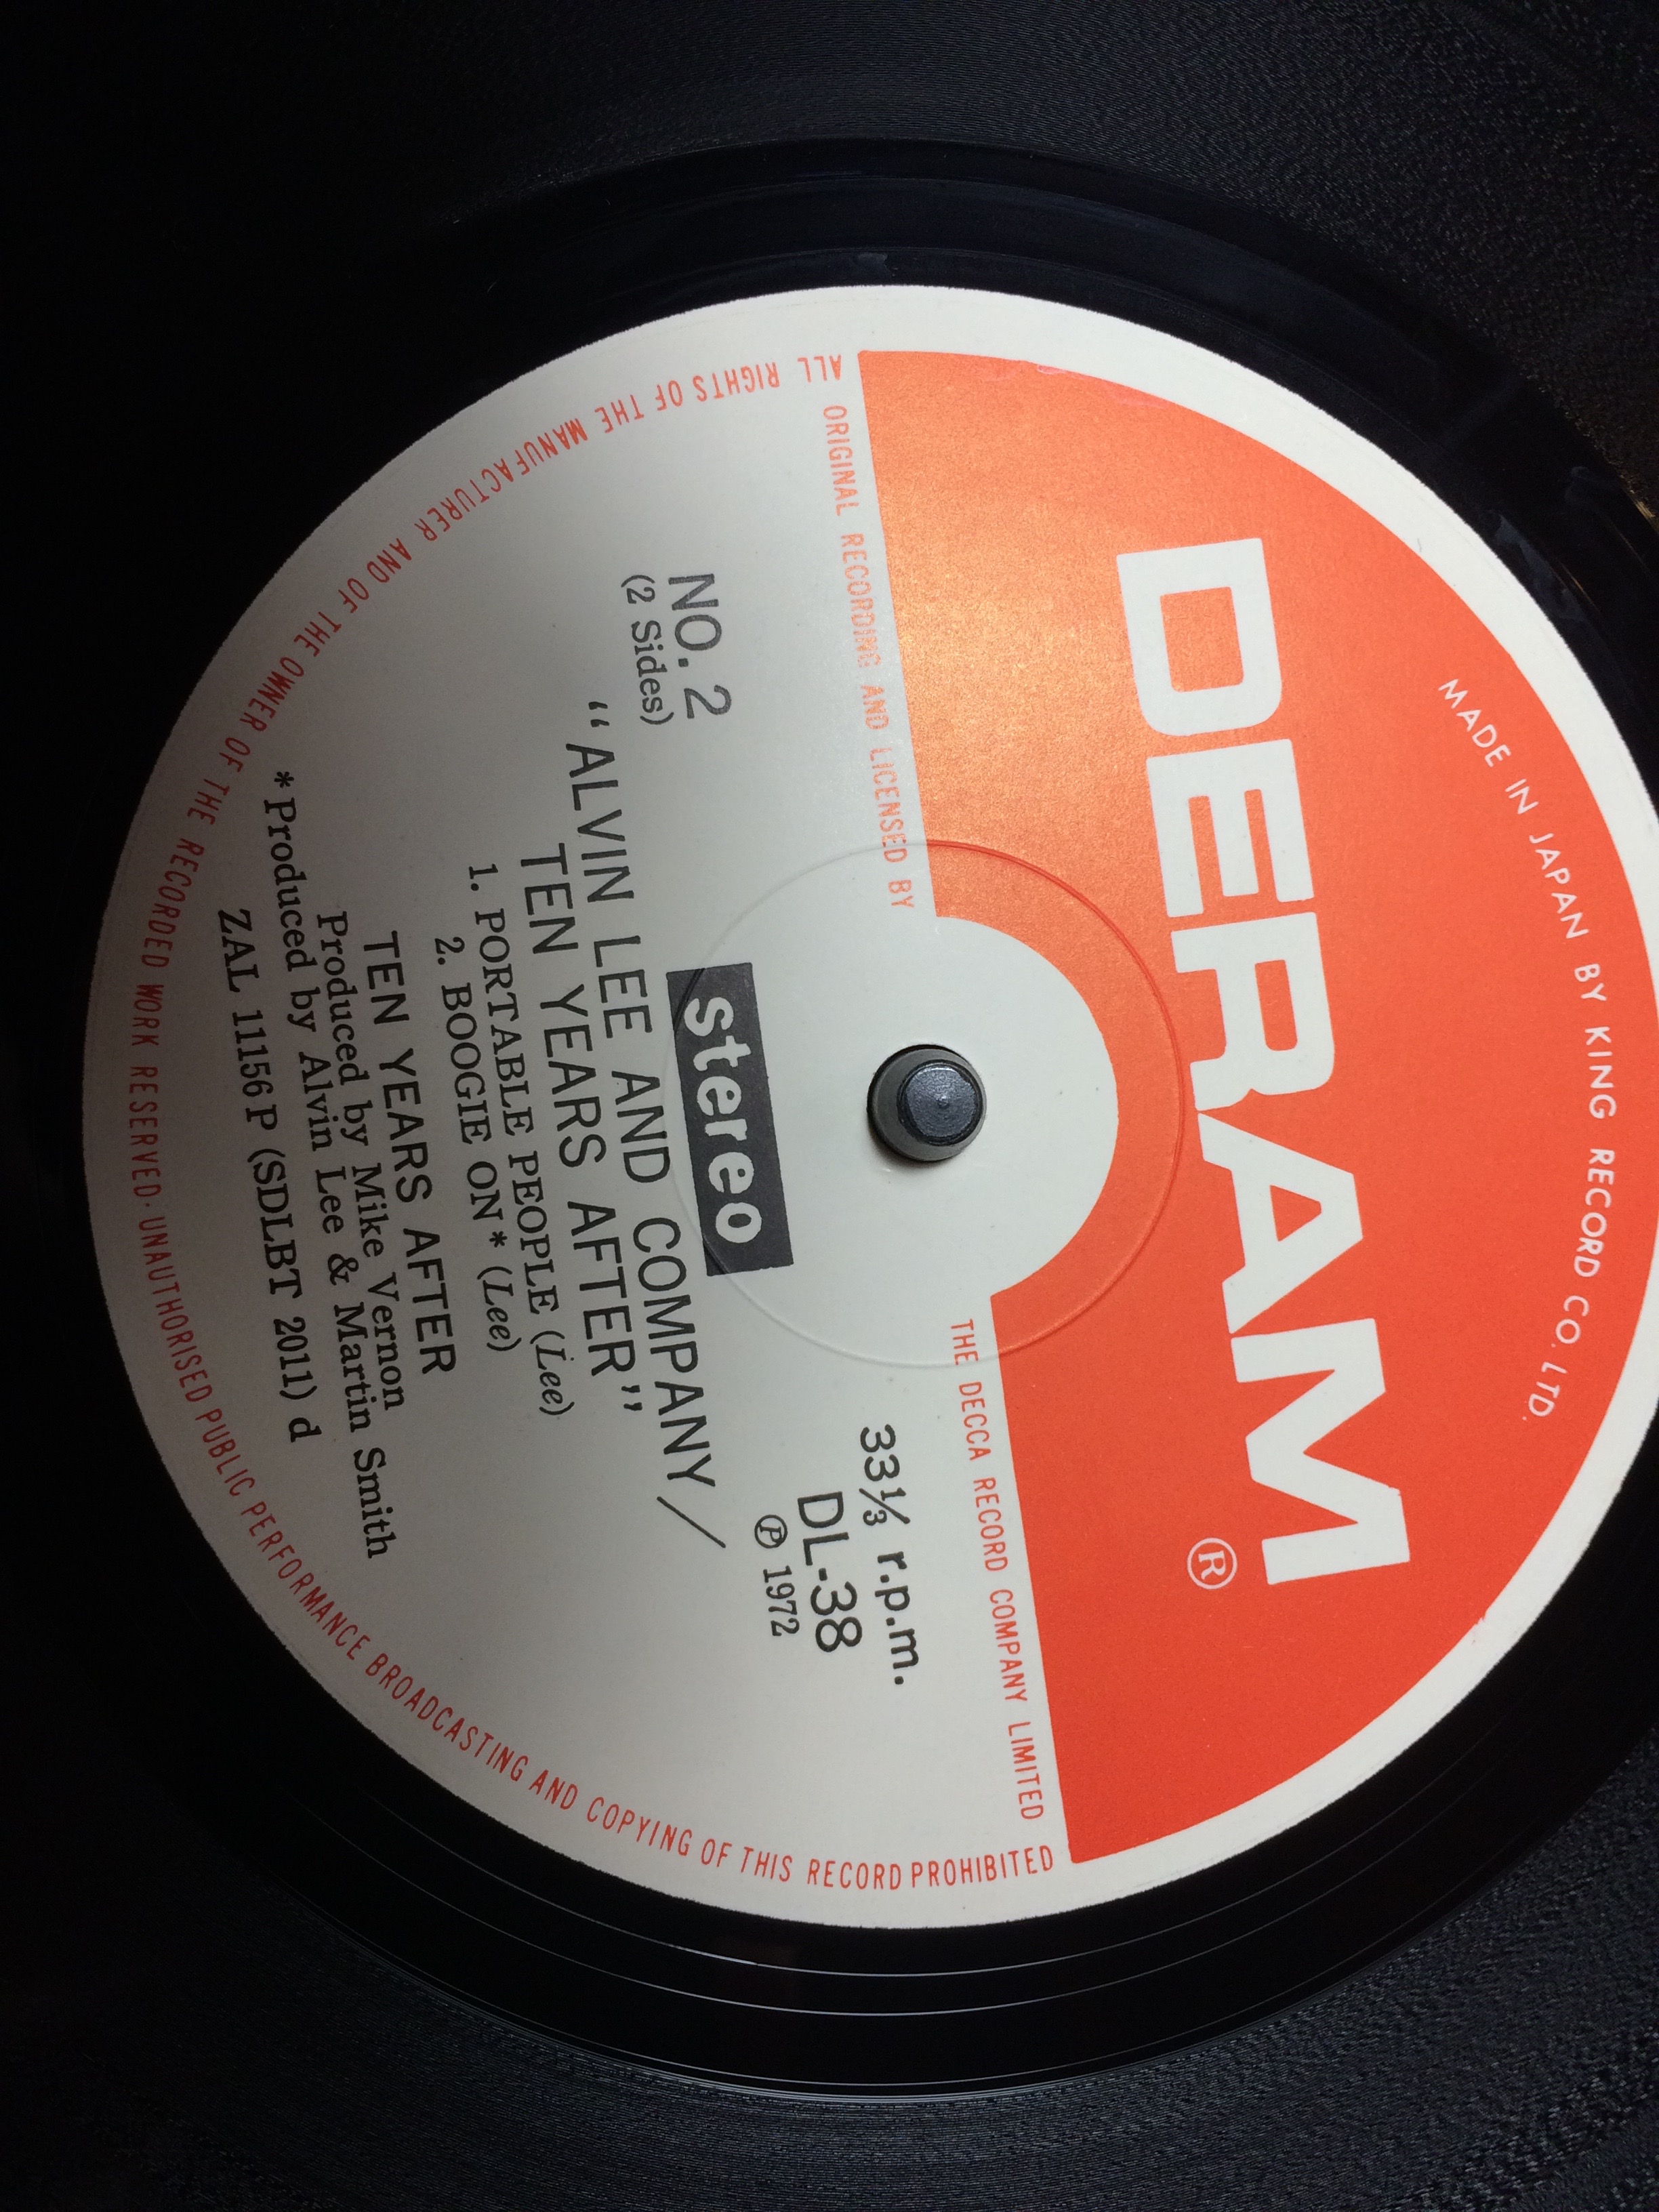 MADE IN JAPAN BY KING RECORD CO. LTD.
DERAM®
ORIGINAL RECORDING AND LICENSED BY
THE DECCA RECORD COMPANY LIMITED
33⅓ r.p.m.
NO. 2
(2 Sides)
DL-38
℗ 1972
stereo
“ALVIN LEE AND COMPANY/
TEN YEARS AFTER”
1. PORTABLE PEOPLE (Lee)
2. BOOGIE ON* (Lee)
TEN YEARS AFTER
Produced by Mike Vernon
*Produced by Alvin Lee & Martin Smith
ZAL 11156 P (SDLBT 2011) d
ALL RIGHTS OF THE MANUFACTURER AND OF THE OWNER OF THE RECORDED WORK RESERVED·UNAUTHORISED PUBLIC PERFORMANCE BROADCASTING AND COPYING OF THIS RECORD PROHIBITED